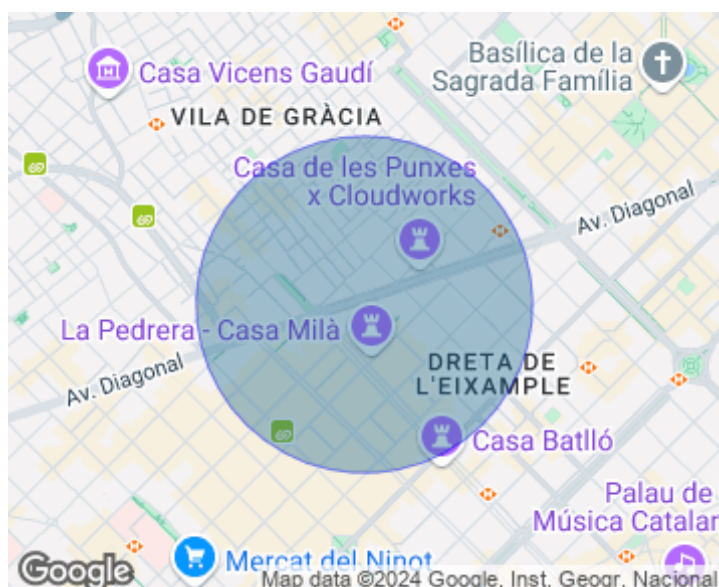 Basílica de la
Sagrada Família
Casa Vicens Gaudí
VILA DE GRÀCIA
Casa de les Punxes
x Cloudworks
Av. Diagonal
La Pedrera - Casa Milà
DRETA DE
L'EIXAMPLE
Av. Diagonal
Casa Batlló
Palau de
Música Catalan
Mercat del Ninot
Google
Map data ©2024 Google, Inst. Geogr. Nacional